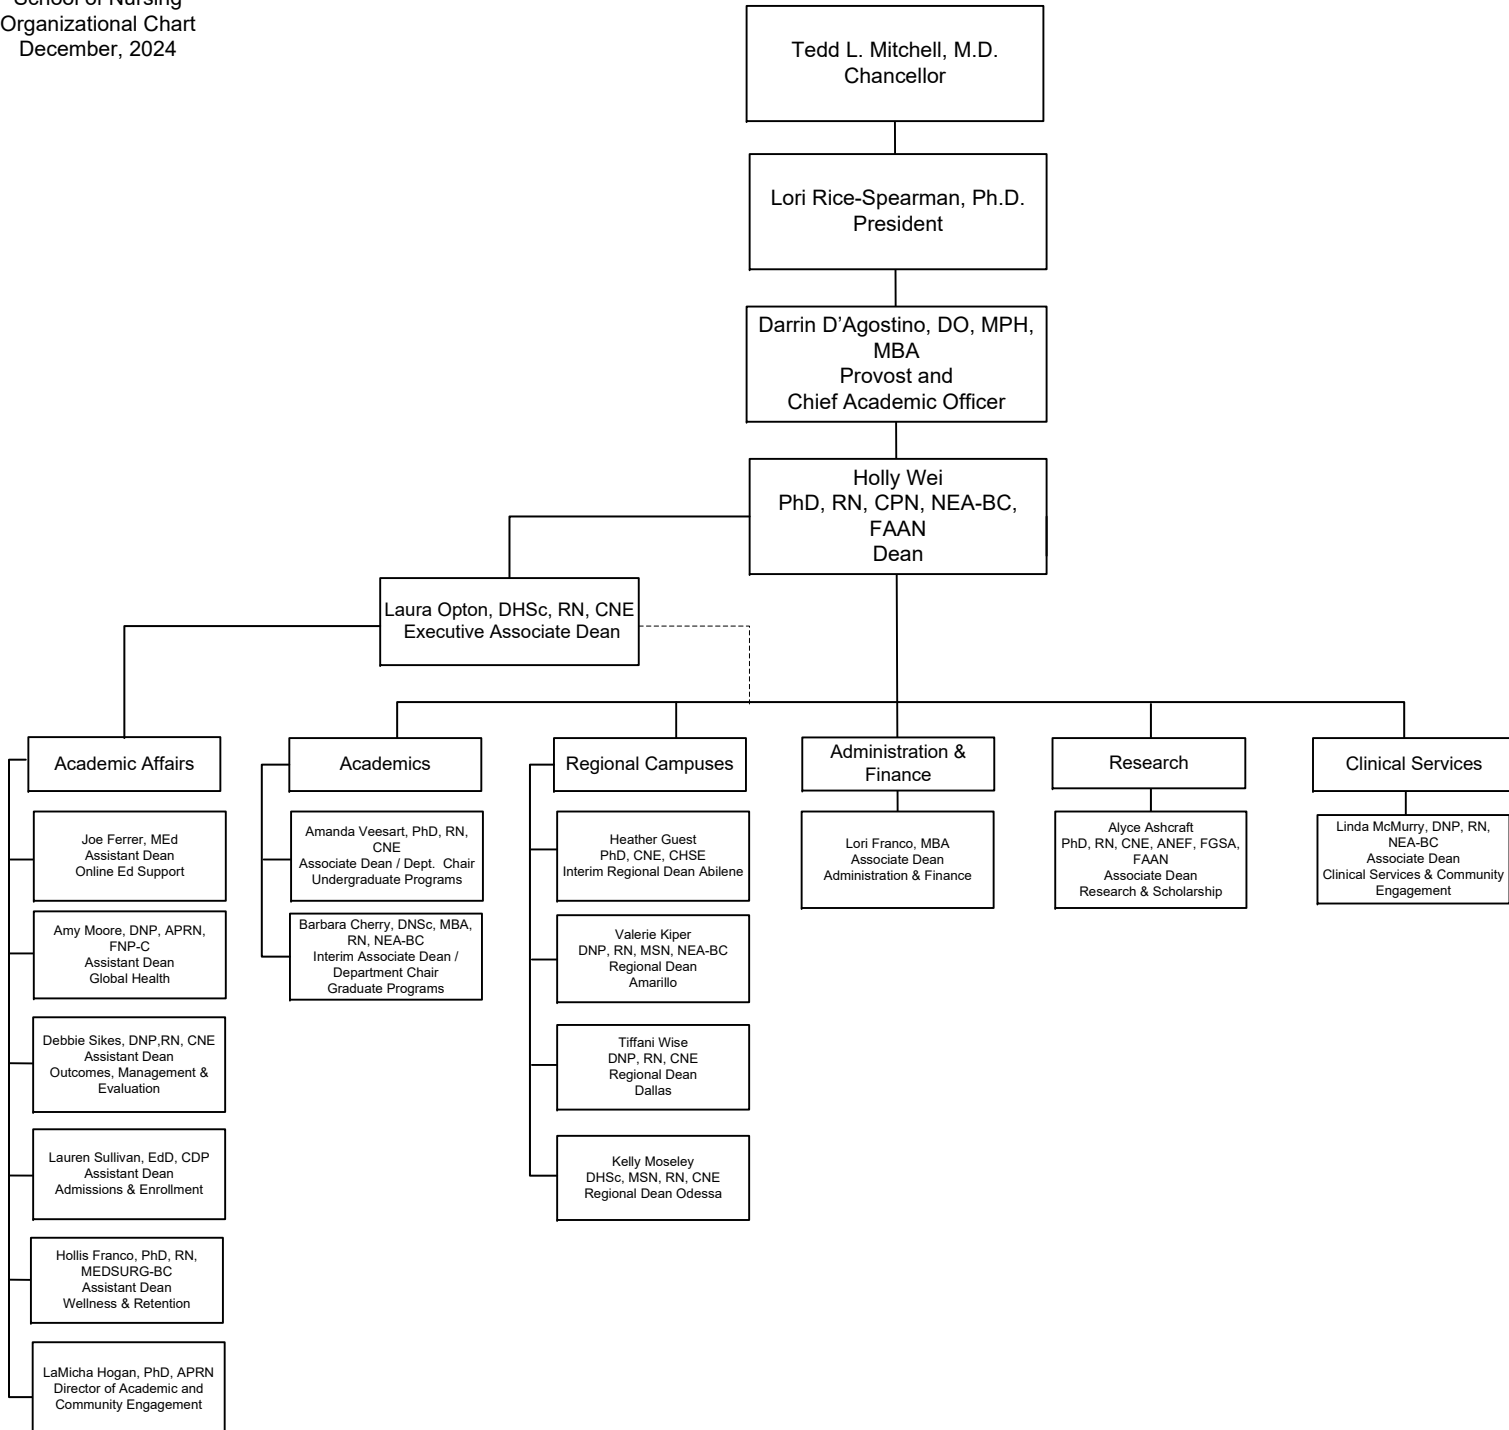 School of Nursing
Organizational Chart
December, 2024
Tedd L. Mitchell, M.D.
Chancellor
Lori Rice-Spearman, Ph.D.
President
Darrin D’Agostino, DO, MPH,
MBA
Provost and
Chief Academic Officer
Holly Wei
PhD, RN, CPN, NEA-BC,
FAAN
Dean
Laura Opton, DHSc, RN, CNE
Executive Associate Dean
Academic Affairs
Joe Ferrer, MEd
Assistant Dean
Online Ed Support
Amy Moore, DNP, APRN,
FNP-C
Assistant Dean
Global Health
Debbie Sikes, DNP,RN, CNE
Assistant Dean
Outcomes, Management &
Evaluation
Lauren Sullivan, EdD, CDP
Assistant Dean
Admissions & Enrollment
Hollis Franco, PhD, RN,
MEDSURG-BC
Assistant Dean
Wellness & Retention
LaMicha Hogan, PhD, APRN
Director of Academic and
Community Engagement
Academics
Amanda Veesart, PhD, RN,
CNE
Associate Dean / Dept. Chair
Undergraduate Programs
Barbara Cherry, DNSc, MBA,
RN, NEA-BC
Interim Associate Dean /
Department Chair
Graduate Programs
Regional Campuses
Heather Guest
PhD, CNE, CHSE
Interim Regional Dean Abilene
Valerie Kiper
DNP, RN, MSN, NEA-BC
Regional Dean
Amarillo
Tiffani Wise
DNP, RN, CNE
Regional Dean
Dallas
Kelly Moseley
DHSc, MSN, RN, CNE
Regional Dean Odessa
Administration &
Finance
Lori Franco, MBA
Associate Dean
Administration & Finance
Research
Alyce Ashcraft
PhD, RN, CNE, ANEF, FGSA,
FAAN
Associate Dean
Research & Scholarship
Clinical Services
Linda McMurry, DNP, RN,
NEA-BC
Associate Dean
Clinical Services & Community
Engagement